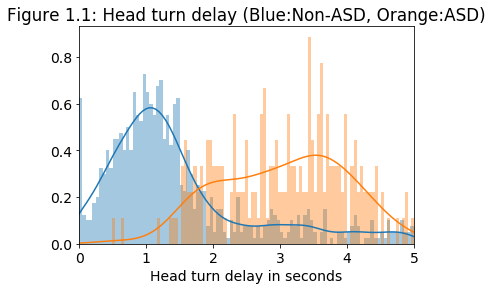 Figure 1.1: Head turn delay (Blue:Non-ASD, Orange:ASD)
0.8
0.6
0.4
0.2
0.0
0 1 2 3 4 5
Head turn delay in seconds